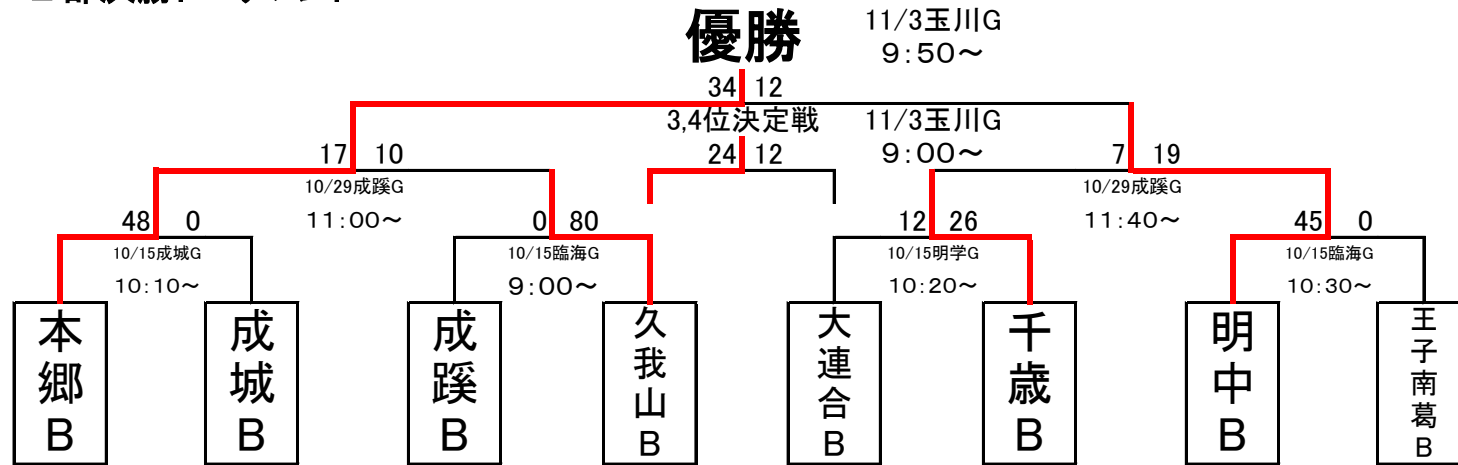 優勝
11/3玉川G
9:50～
34 12
3,4位決定戦
11/3玉川G
9:00～
17 10
24 12
7 19
10/29成蹊G
11:00～
10/29成蹊G
11:40～
48 0
0 80
12 26
45 0
10/15成城G
10:10～
10/15臨海G
9:00～
10/15明学G
10:20～
10/15臨海G
10:30～
本郷B
成城B
成蹊B
久我山B
大連合B
千歳B
明中B
王子南葛B